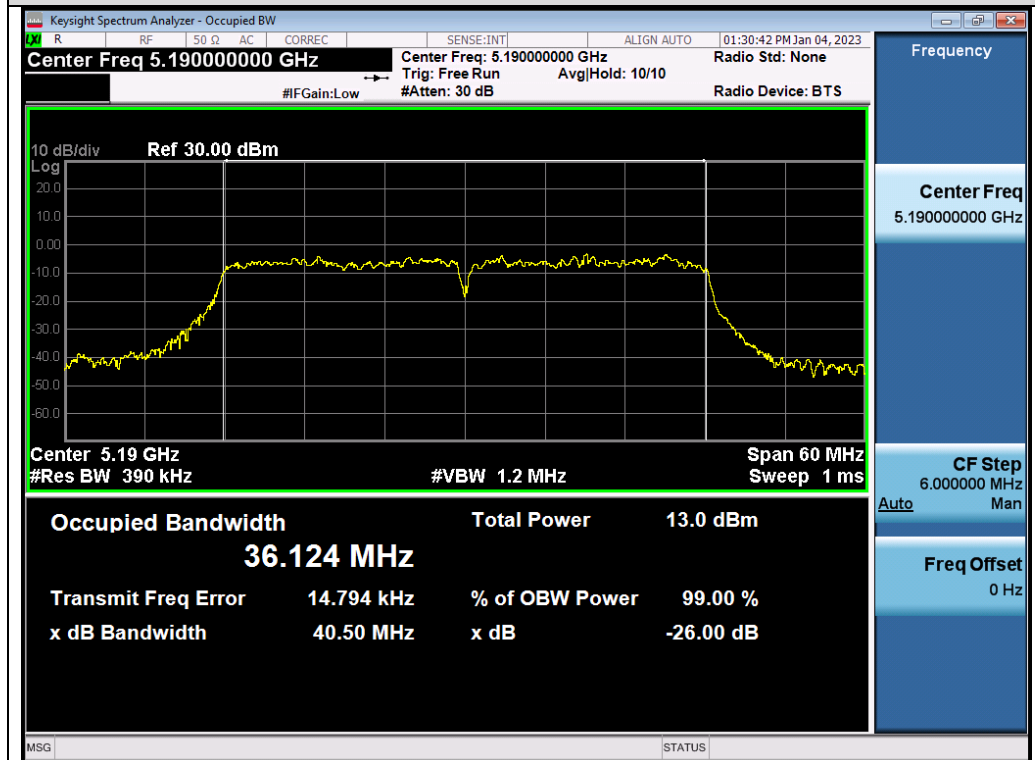 Keysight Spectrum Analyzer - Occupied BW
LXI R RF 50 Ω AC CORREC SENSE:INT ALIGN AUTO 01:30:42 PM Jan 04, 2023
Center Freq 5.190000000 GHz
Center Freq: 5.190000000 GHz
Radio Std: None
Trig: Free Run Avg|Hold: 10/10
#IFGain:Low
#Atten: 30 dB
Radio Device: BTS
10 dB/div Ref 30.00 dBm
Log
20.0
10.0
0.00
-10.0
-20.0
-30.0
-40.0
-50.0
-60.0
Center 5.19 GHz Span 60 MHz
#Res BW 390 kHz #VBW 1.2 MHz Sweep 1 ms
Occupied Bandwidth Total Power 13.0 dBm
36.124 MHz
Transmit Freq Error 14.794 kHz % of OBW Power 99.00 %
x dB Bandwidth 40.50 MHz x dB -26.00 dB
MSG STATUS
Frequency
Center Freq
5.190000000 GHz
CF Step
6.000000 MHz
Auto Man
Freq Offset
0 Hz